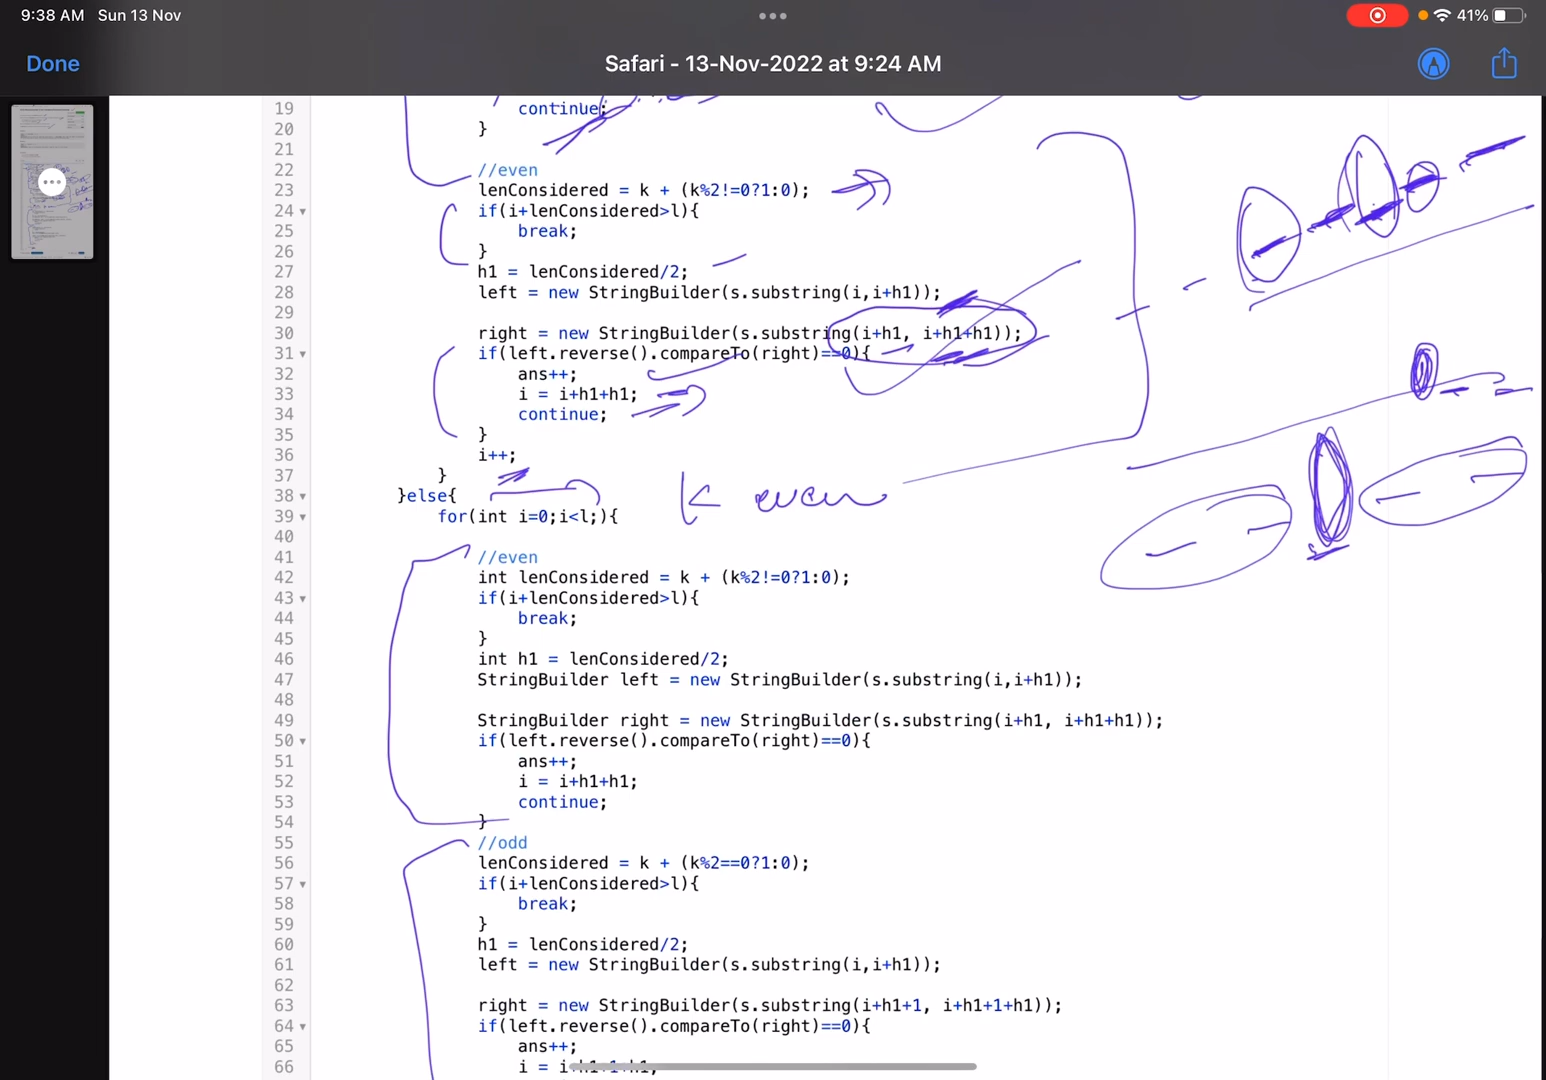 9:38 AM Sun 13 Nov
41%
Done
Safari - 13-Nov-2022 at 9:24 AM
19 continue;
20 }
21
22 //even
23 lenConsidered = k + (k%2!=0?1:0);
24 if(i+lenConsidered>l){
25 break;
26 }
27 h1 = lenConsidered/2;
28 left = new StringBuilder(s.substring(i,i+h1));
29
30 right = new StringBuilder(s.substring(i+h1, i+h1+h1));
31 if(left.reverse().compareTo(right)==0){
32 ans++;
33 i = i+h1+h1;
34 continue;
35 }
36 i++;
37 }
38 }else{
K even
39 for(int i=0;i<l;){
40
41 //even
42 int lenConsidered = k + (k%2!=0?1:0);
43 if(i+lenConsidered>l){
44 break;
45 }
46 int h1 = lenConsidered/2;
47 StringBuilder left = new StringBuilder(s.substring(i,i+h1));
48
49 StringBuilder right = new StringBuilder(s.substring(i+h1, i+h1+h1));
50 if(left.reverse().compareTo(right)==0){
51 ans++;
52 i = i+h1+h1;
53 continue;
54 }
55 //odd
56 lenConsidered = k + (k%2==0?1:0);
57 if(i+lenConsidered>l){
58 break;
59 }
60 h1 = lenConsidered/2;
61 left = new StringBuilder(s.substring(i,i+h1));
62
63 right = new StringBuilder(s.substring(i+h1+1, i+h1+1+h1));
64 if(left.reverse().compareTo(right)==0){
65 ans++;
66 i = i+h1+1+h1;